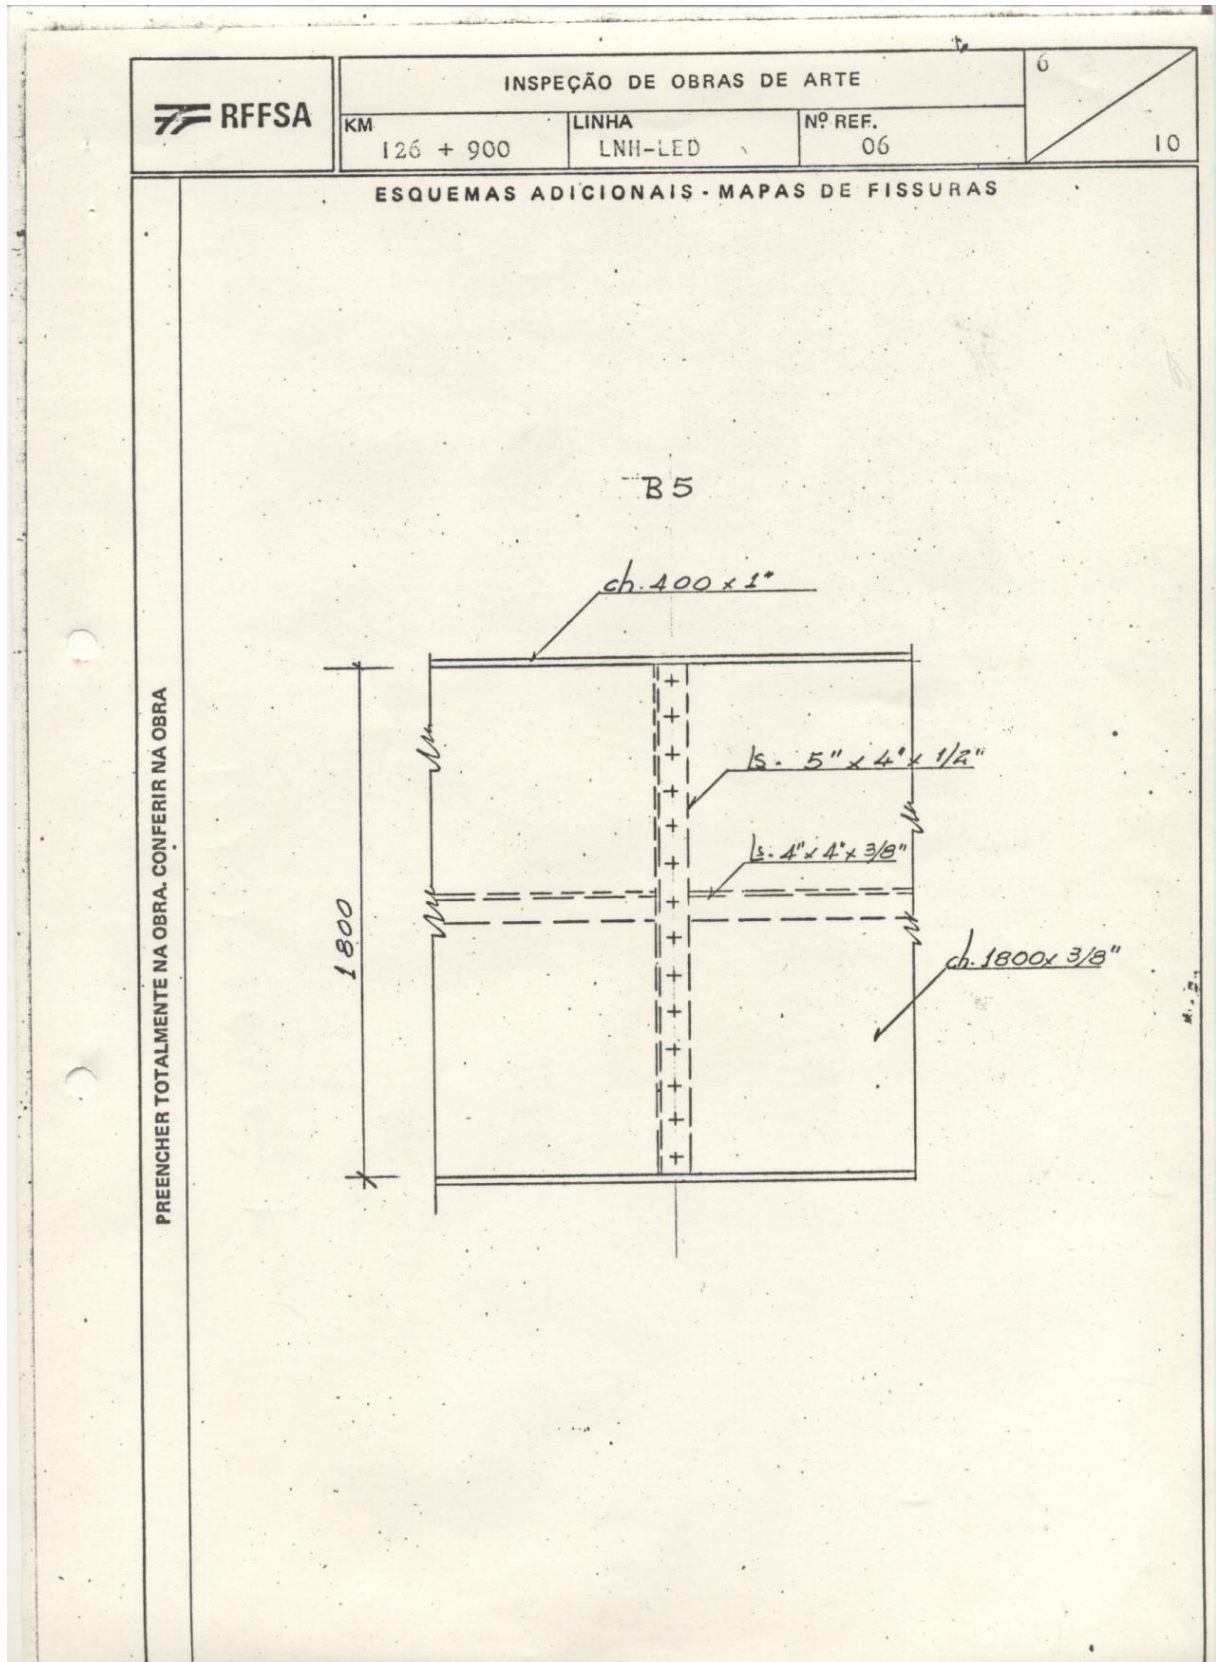 RFFSA
INSPEÇÃO DE OBRAS DE ARTE
6
10
KM
126 + 900
LINHA
LNH-LED
Nº REF.
06
ESQUEMAS ADICIONAIS - MAPAS DE FISSURAS
PREENCHER TOTALMENTE NA OBRA. CONFERIR NA OBRA
B5
ch. 400 x 1"
Ls. 5" x 4" x 1/2"
Ls. 4" x 4" x 3/8"
1800
ch. 1800 x 3/8"